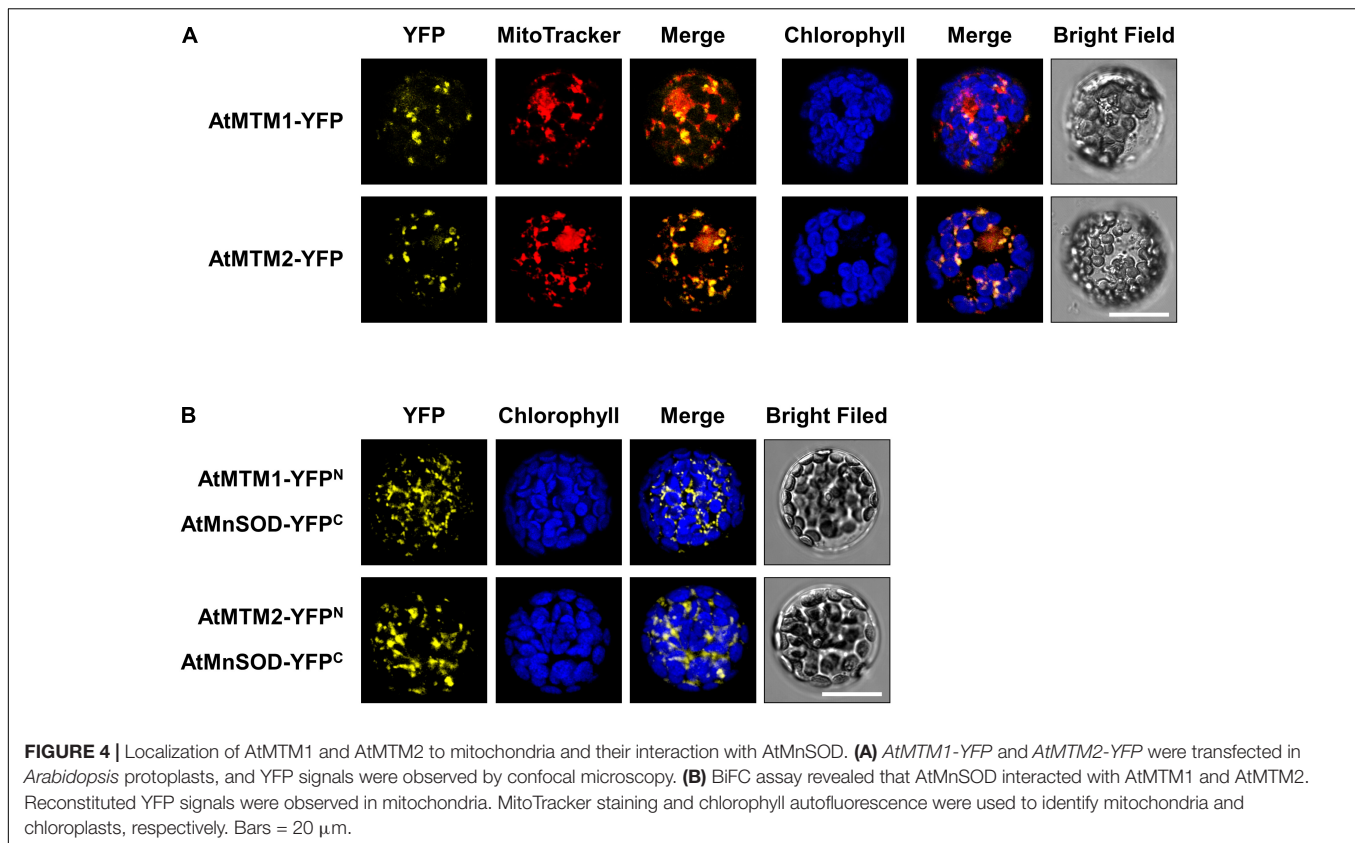 A
YFP MitoTracker Merge Chlorophyll Merge Bright Field
AtMTM1-YFP
AtMTM2-YFP
B
YFP Chlorophyll Merge Bright Filed
AtMTM1-YFPᴺ
AtMnSOD-YFPᶜ
AtMTM2-YFPᴺ
AtMnSOD-YFPᶜ
FIGURE 4 | Localization of AtMTM1 and AtMTM2 to mitochondria and their interaction with AtMnSOD. (A) AtMTM1-YFP and AtMTM2-YFP were transfected in
Arabidopsis protoplasts, and YFP signals were observed by confocal microscopy. (B) BiFC assay revealed that AtMnSOD interacted with AtMTM1 and AtMTM2.
Reconstituted YFP signals were observed in mitochondria. MitoTracker staining and chlorophyll autofluorescence were used to identify mitochondria and
chloroplasts, respectively. Bars = 20 μm.